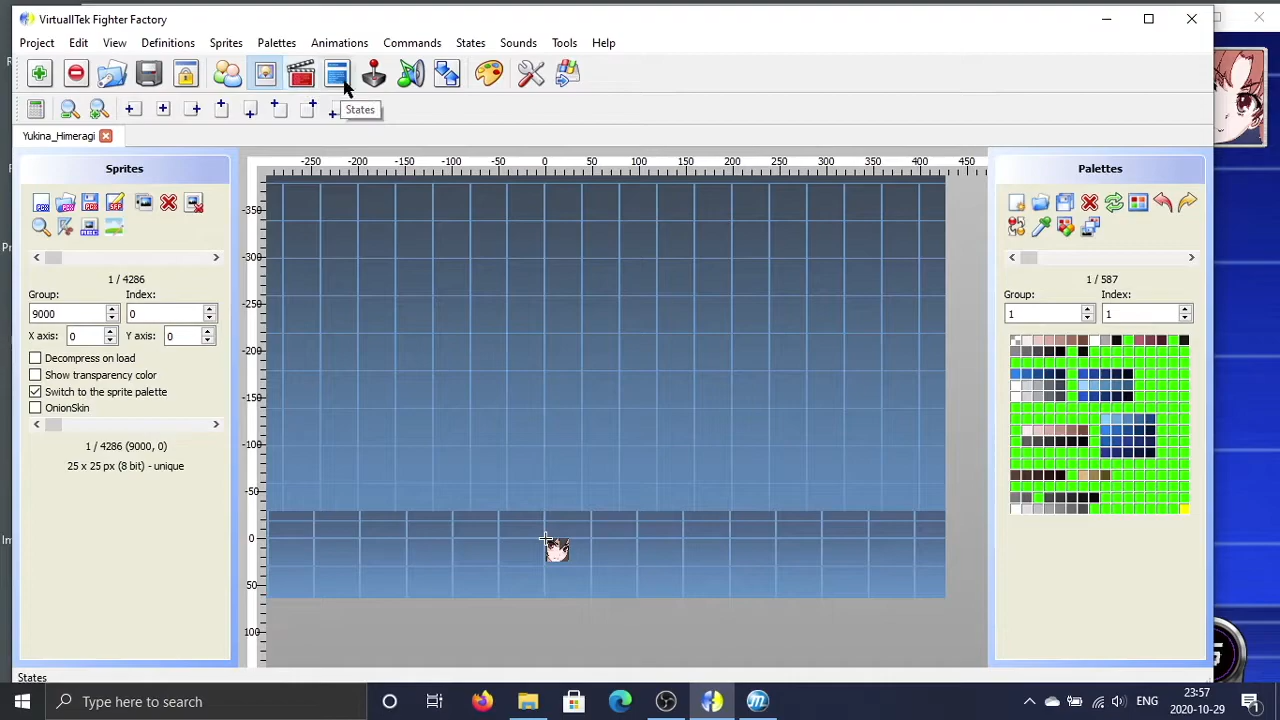 VirtuallTek Fighter Factory
Project Edit View Definitions Sprites Palettes Animations Commands States Sounds Tools Help
States
Yukina_Himeragi
Sprites
1 / 4286
Group: Index:
9000 0
X axis: 0 Y axis: 0
Decompress on load
Show transparency color
Switch to the sprite palette
OnionSkin
1 / 4286 (9000, 0)
25 x 25 px (8 bit) - unique
-250 -200 -150 -100 -50 0 50 100 150 200 250 300 350 400 450
-350
-300
-250
-200
-150
-100
-50
0
50
100
Palettes
1 / 587
Group: Index:
1 1
States
Type here to search
ENG
23:57
2020-10-29
1